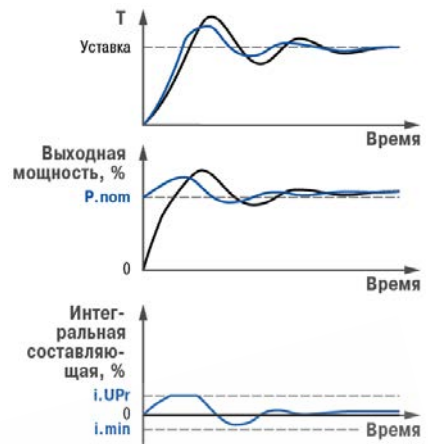 T
Уставка
Время
Выходная
мощность, %
P.nom
0
Время
Интег-
ральная
составляю-
щая, %
i.UPr
0
i.min
Время